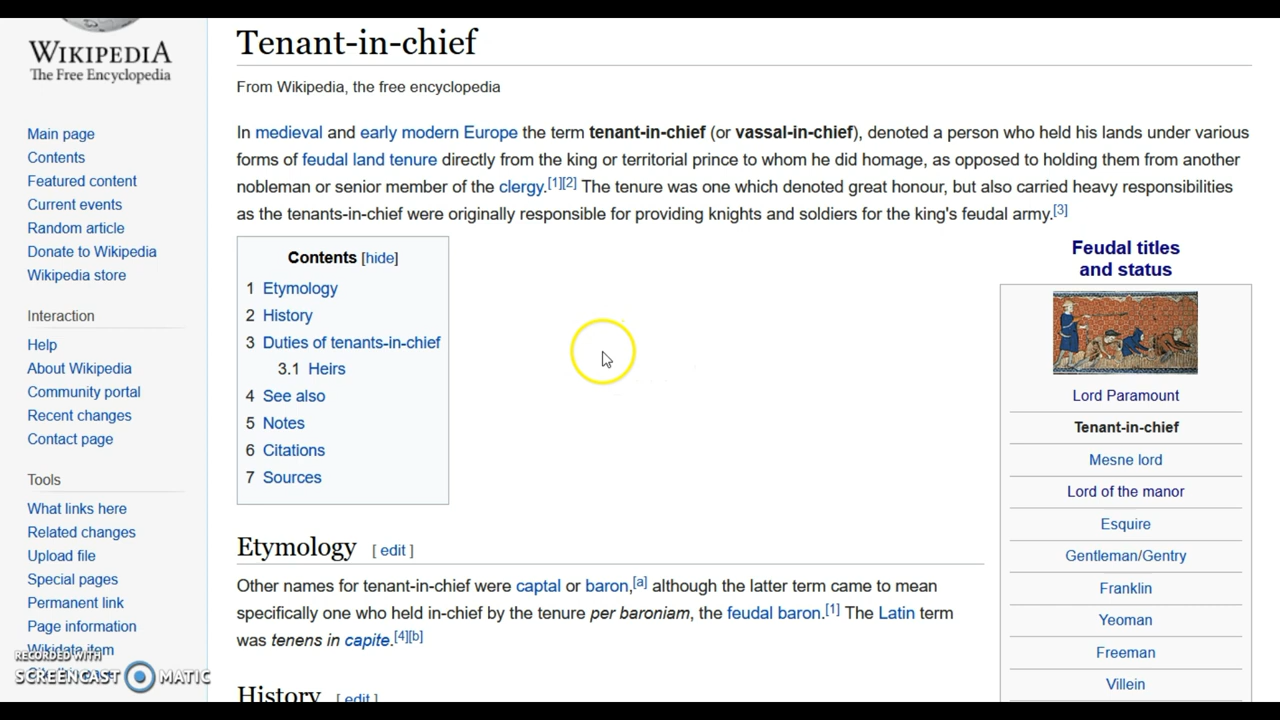 WIKIPEDIA
The Free Encyclopedia
Main page
Contents
Featured content
Current events
Random article
Donate to Wikipedia
Wikipedia store
Interaction
Help
About Wikipedia
Community portal
Recent changes
Contact page
Tools
What links here
Related changes
Upload file
Special pages
Permanent link
Page information
Wikidata item
RECORDED WITH
SCREENCAST MATIC
Tenant-in-chief
From Wikipedia, the free encyclopedia
In medieval and early modern Europe the term tenant-in-chief (or vassal-in-chief), denoted a person who held his lands under various
forms of feudal land tenure directly from the king or territorial prince to whom he did homage, as opposed to holding them from another
nobleman or senior member of the clergy.[1][2] The tenure was one which denoted great honour, but also carried heavy responsibilities
as the tenants-in-chief were originally responsible for providing knights and soldiers for the king's feudal army.[3]
Contents [hide]
1 Etymology
2 History
3 Duties of tenants-in-chief
3.1 Heirs
4 See also
5 Notes
6 Citations
7 Sources
Etymology [ edit ]
Other names for tenant-in-chief were captal or baron,[a] although the latter term came to mean
specifically one who held in-chief by the tenure per baroniam, the feudal baron.[1] The Latin term
was tenens in capite.[4][b]
History [ edit ]
Feudal titles
and status
Lord Paramount
Tenant-in-chief
Mesne lord
Lord of the manor
Esquire
Gentleman/Gentry
Franklin
Yeoman
Freeman
Villein